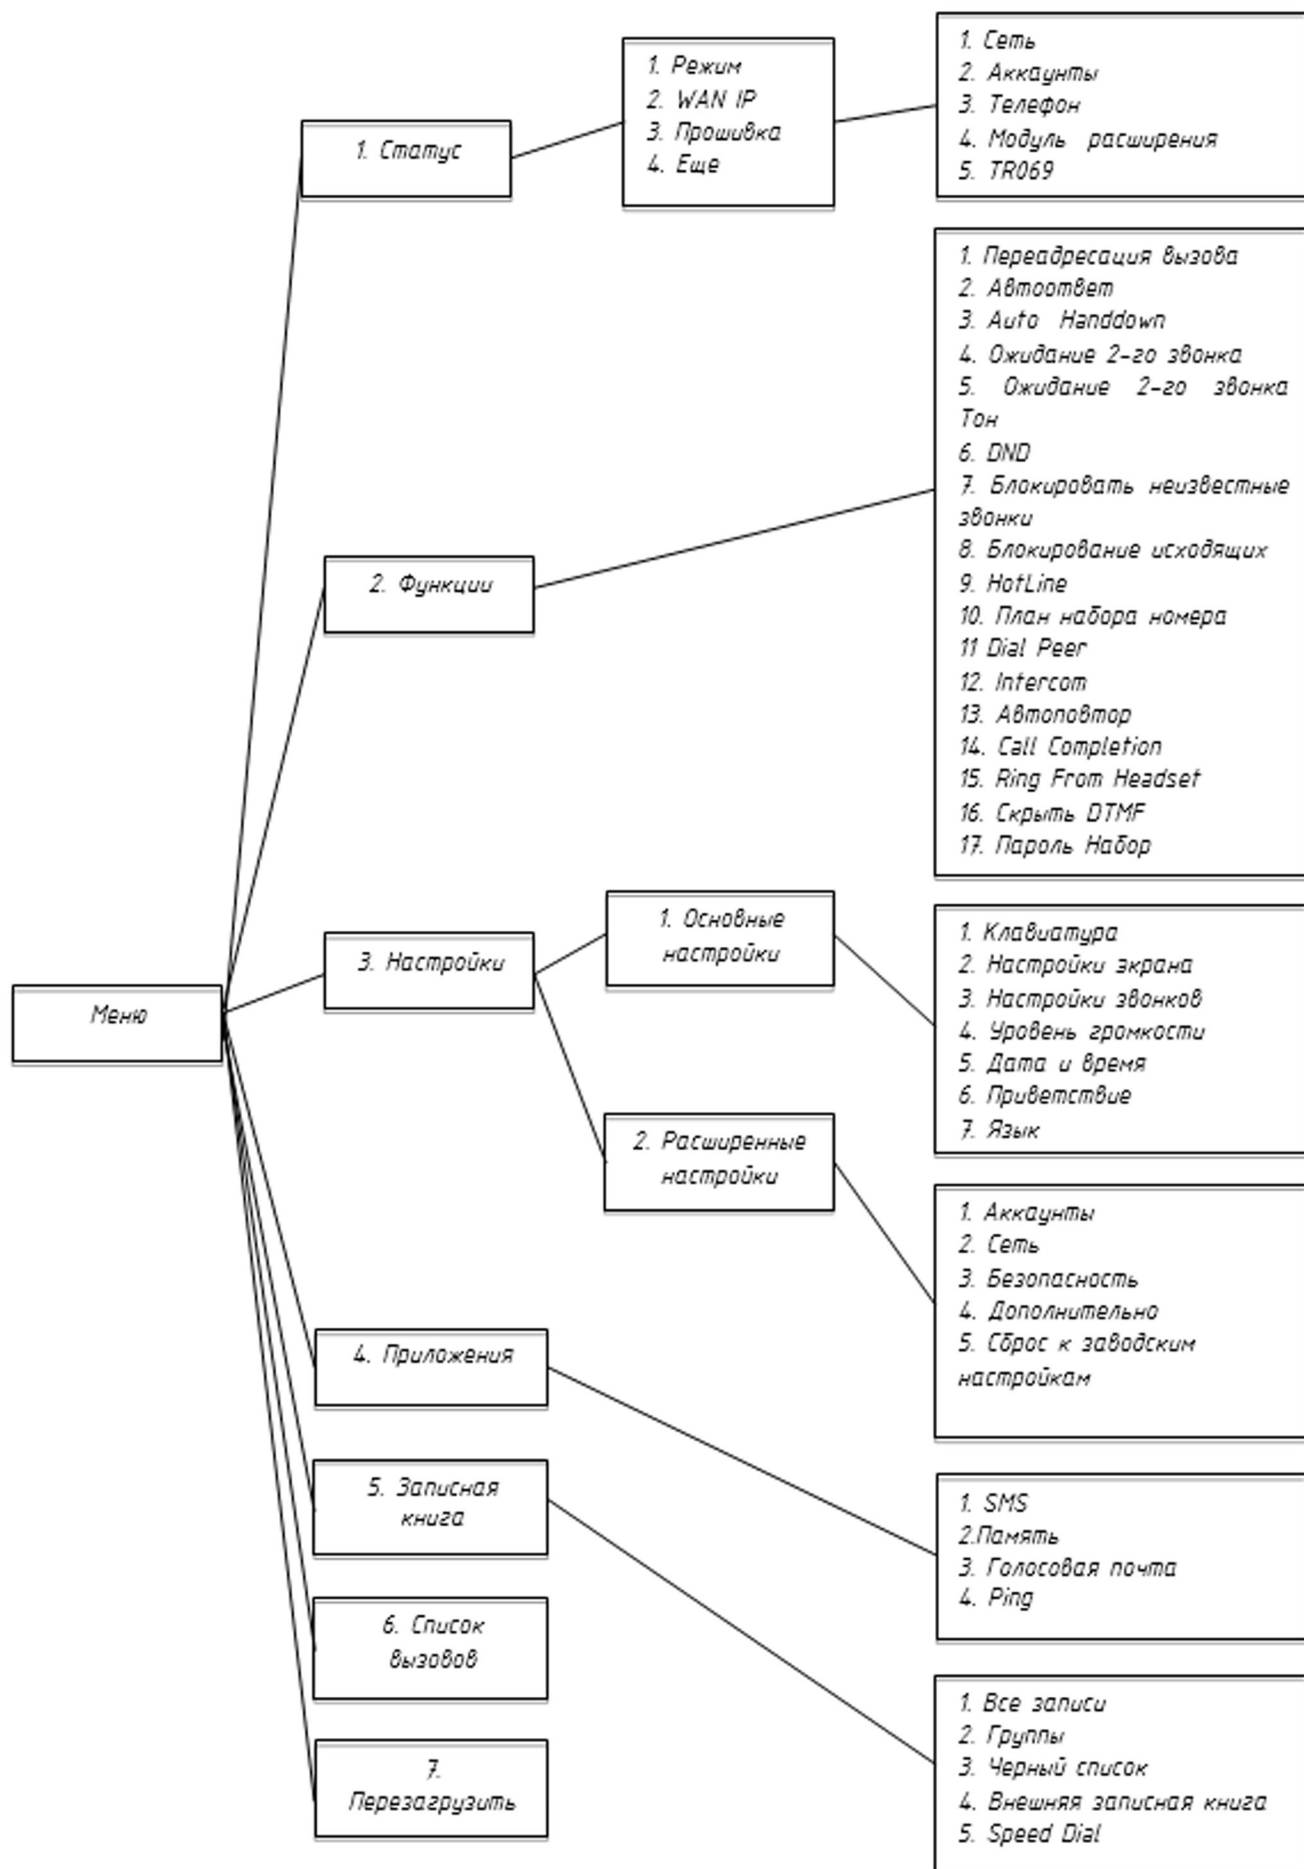 1. Статус
1. Режим
2. WAN IP
3. Прошивка
4. Еще
1. Сеть
2. Аккаунты
3. Телефон
4. Модуль расширения
5. TR069
2. Функции
1. Переадресация вызова
2. Автоответ
3. Auto Handdown
4. Ожидание 2-го звонка
5. Ожидание 2-го звонка
Тон
6. DND
7. Блокировать неизвестные
звонки
8. Блокирование исходящих
9. HotLine
10. План набора номера
11 Dial Peer
12. Intercom
13. Автоповтор
14. Call Completion
15. Ring From Headset
16. Скрыть DTMF
17. Пароль Набор
Меню
3. Настройки
1. Основные
настройки
1. Клавиатура
2. Настройки экрана
3. Настройки звонков
4. Уровень громкости
5. Дата и время
6. Приветствие
7. Язык
2. Расширенные
настройки
1. Аккаунты
2. Сеть
3. Безопасность
4. Дополнительно
5. Сброс к заводским
настройкам
4. Приложения
1. SMS
2.Память
3. Голосовая почта
4. Ping
5. Записная
книга
1. Все записи
2. Группы
3. Черный список
4. Внешняя записная книга
5. Speed Dial
6. Список
вызовов
7.
Перезагрузить